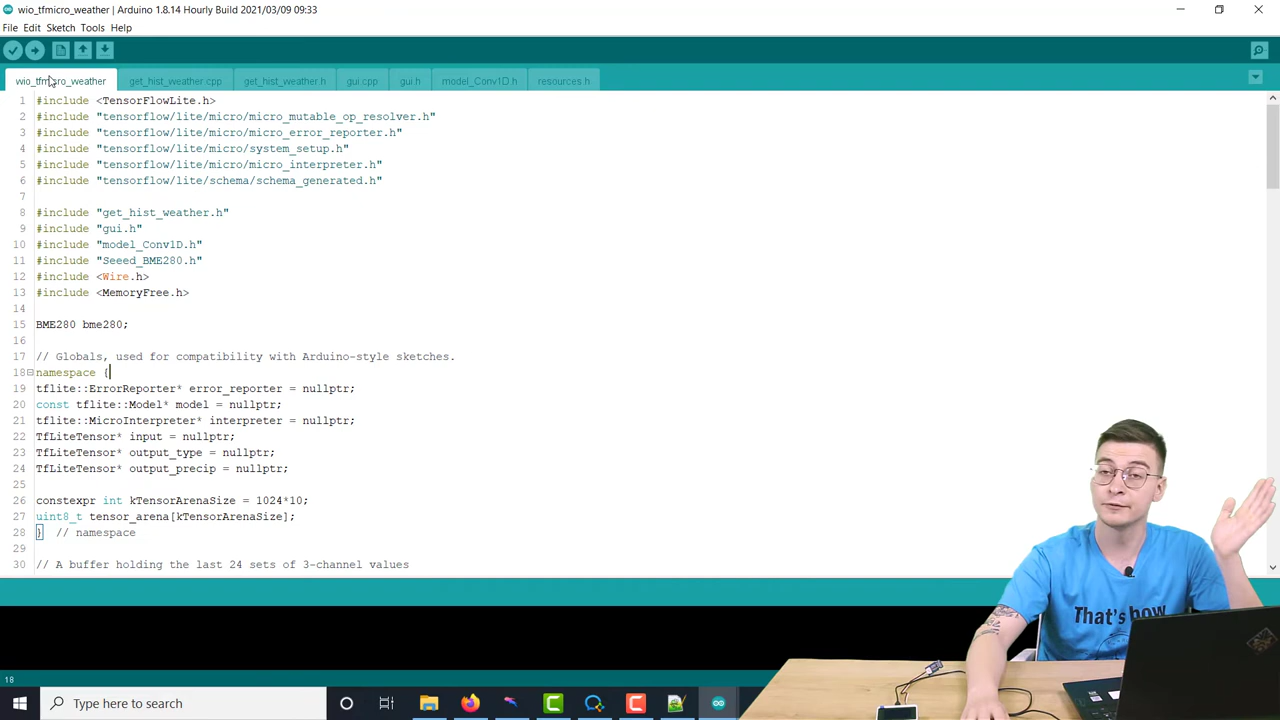 wio_tfmicro_weather | Arduino 1.8.14 Hourly Build 2021/03/09 09:33
File Edit Sketch Tools Help
wio_tfmicro_weather get_hist_weather.cpp get_hist_weather.h gui.cpp gui.h model_Conv1D.h resources.h
1 #include <TensorFlowLite.h>
2 #include "tensorflow/lite/micro/micro_mutable_op_resolver.h"
3 #include "tensorflow/lite/micro/micro_error_reporter.h"
4 #include "tensorflow/lite/micro/system_setup.h"
5 #include "tensorflow/lite/micro/micro_interpreter.h"
6 #include "tensorflow/lite/schema/schema_generated.h"
7
8 #include "get_hist_weather.h"
9 #include "gui.h"
10 #include "model_Conv1D.h"
11 #include "Seeed_BME280.h"
12 #include <Wire.h>
13 #include <MemoryFree.h>
14
15 BME280 bme280;
16
17 // Globals, used for compatibility with Arduino-style sketches.
18 namespace {
19 tflite::ErrorReporter* error_reporter = nullptr;
20 const tflite::Model* model = nullptr;
21 tflite::MicroInterpreter* interpreter = nullptr;
22 TfLiteTensor* input = nullptr;
23 TfLiteTensor* output_type = nullptr;
24 TfLiteTensor* output_precip = nullptr;
25
26 constexpr int kTensorArenaSize = 1024*10;
27 uint8_t tensor_arena[kTensorArenaSize];
28 } // namespace
29
30 // A buffer holding the last 24 sets of 3-channel values
That's how
18
Type here to search